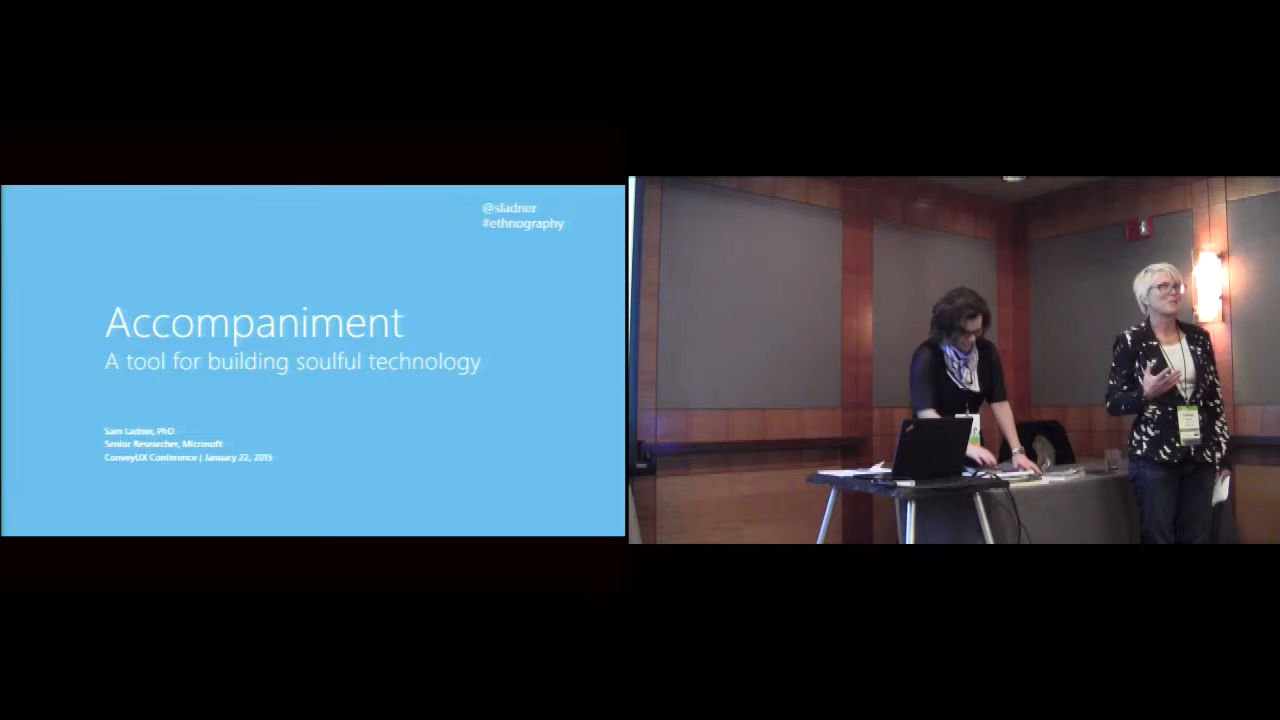 @sladner
#ethnography
Accompaniment
A tool for building soulful technology
Sam Ladner, PhD
Senior Researcher, Microsoft
ConveyUX Conference | January 22, 2015